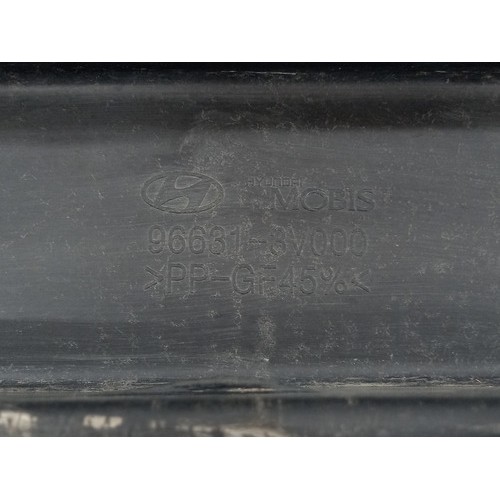 HYUNDAI
MOBIS
96631-3V000
>PP-GF45%<